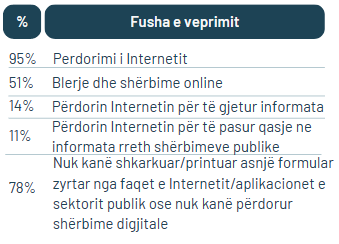 % Fusha e veprimit
95% Perdorimi i Internetit
51% Blerje dhe shërbime online
14% Përdorin Internetin për të gjetur informata
11% Përdorin Internetin për të pasur qasje ne
informata rreth shërbimeve publike
Nuk kanë shkarkuar/printuar asnjë formular
78% zyrtar nga faqet e Internetit/aplikacionet e
sektorit publik ose nuk kanë përdorur
shërbime digjitale